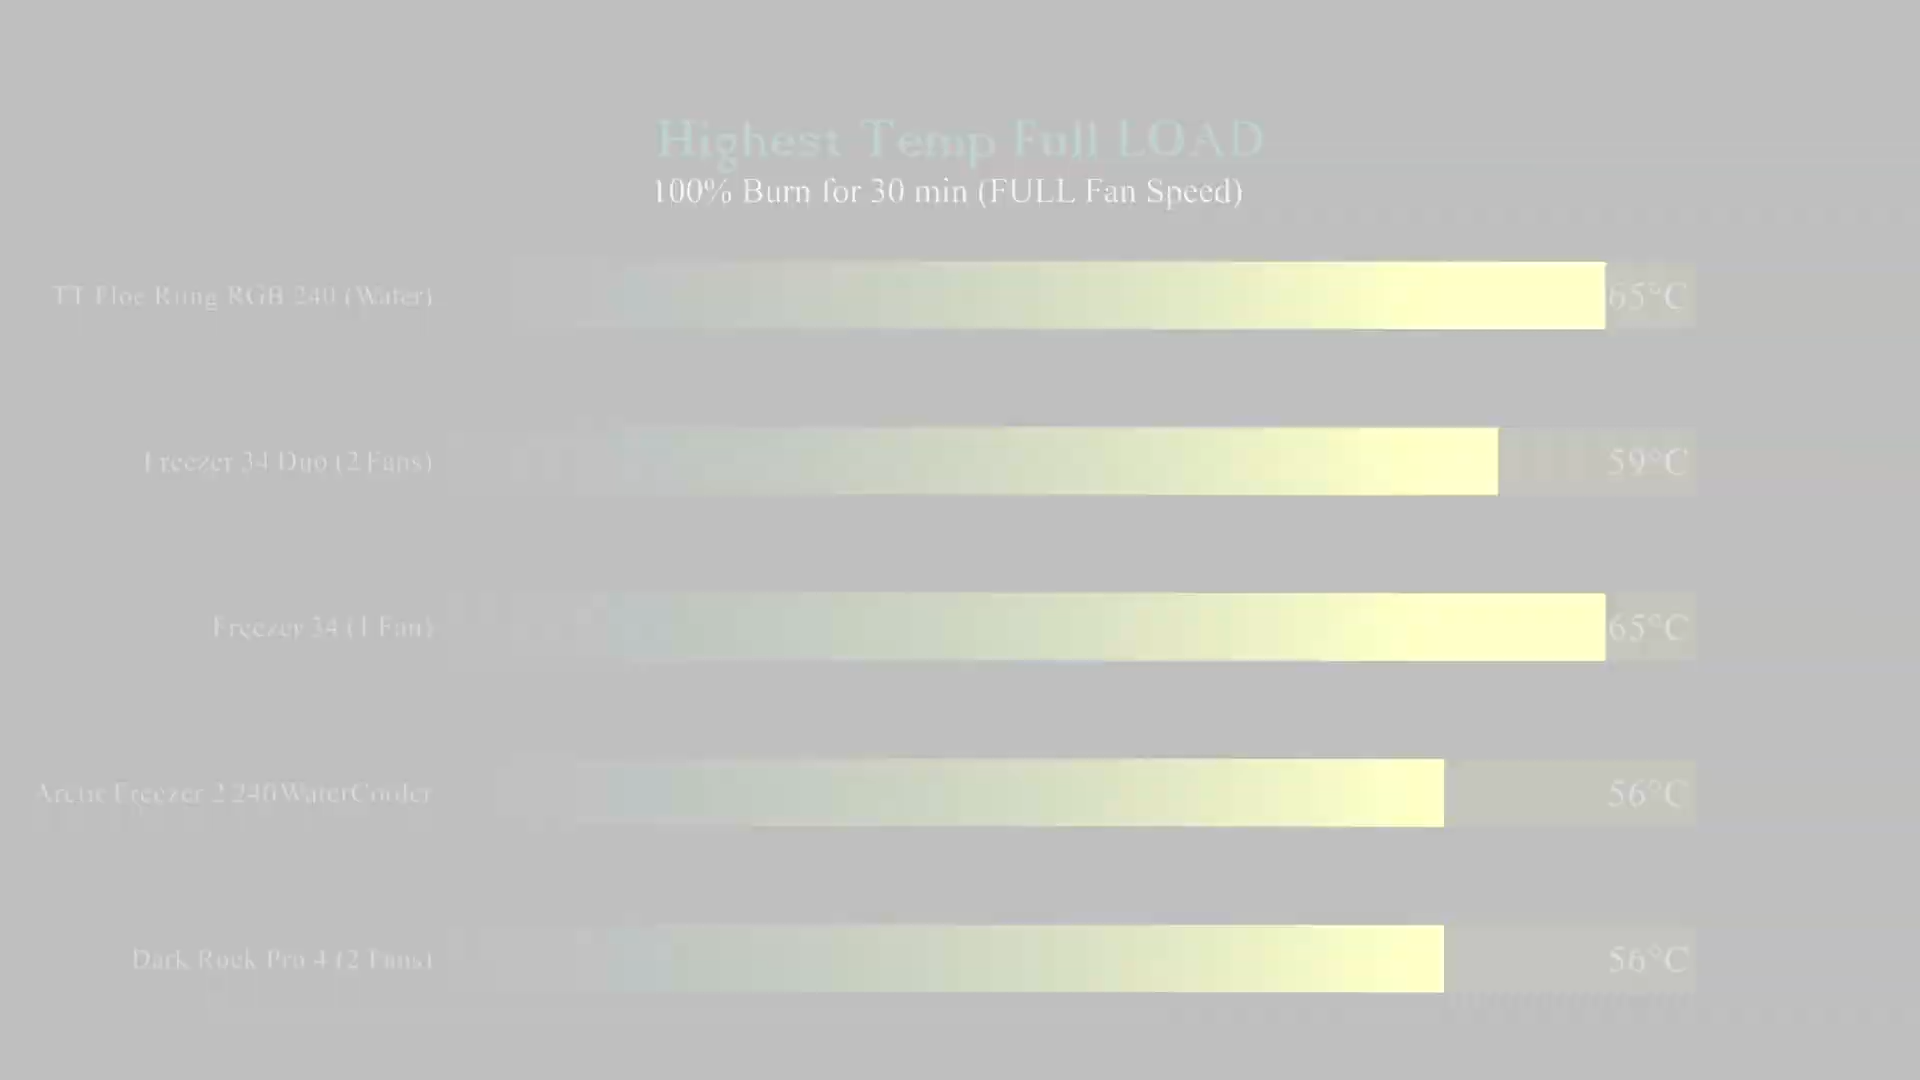 Highest Temp Full LOAD
100% Burn for 30 min (FULL Fan Speed)
TT Floe Riing RGB 240 (Water) 65°C
Freezer 34 Duo (2 Fans) 59°C
Freezer 34 (1 Fan) 65°C
Arctic Freezer 2 240 WaterCooler 56°C
Dark Rock Pro 4 (2 Fans) 56°C